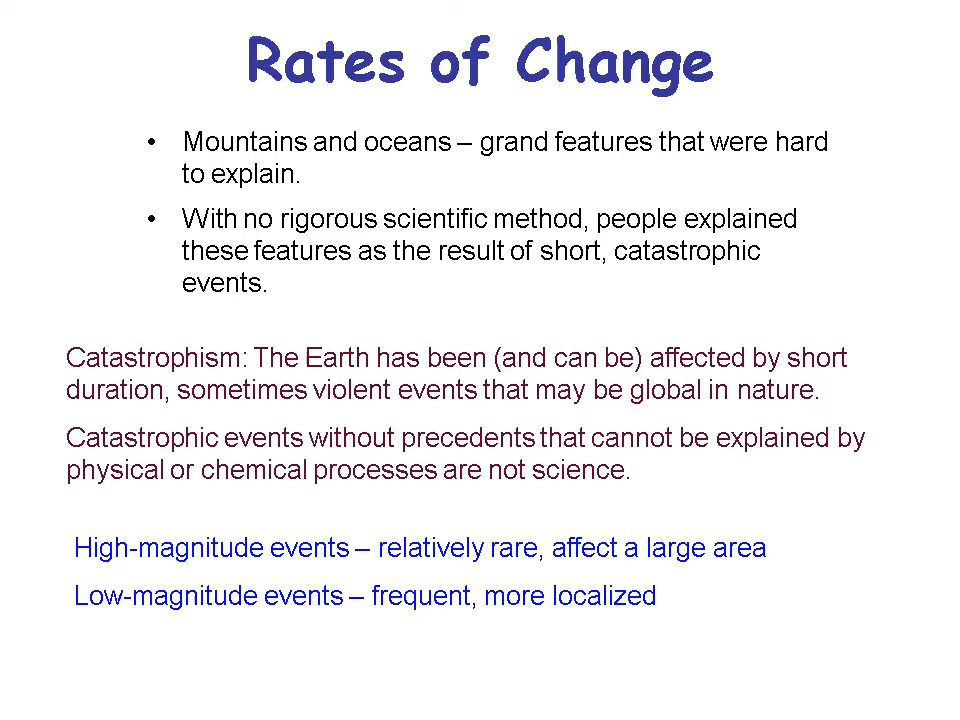 Rates of Change
• Mountains and oceans – grand features that were hard
to explain.
• With no rigorous scientific method, people explained
these features as the result of short, catastrophic
events.
Catastrophism: The Earth has been (and can be) affected by short
duration, sometimes violent events that may be global in nature.
Catastrophic events without precedents that cannot be explained by
physical or chemical processes are not science.
High-magnitude events – relatively rare, affect a large area
Low-magnitude events – frequent, more localized